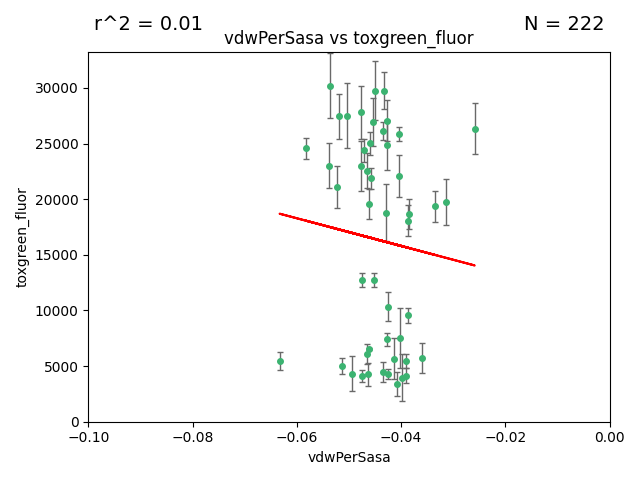 r^2 = 0.01
N = 222
vdwPerSasa vs toxgreen_fluor
30000
25000
20000
15000
10000
5000
0
toxgreen_fluor
−0.10
−0.08
−0.06
−0.04
−0.02
0.00
vdwPerSasa